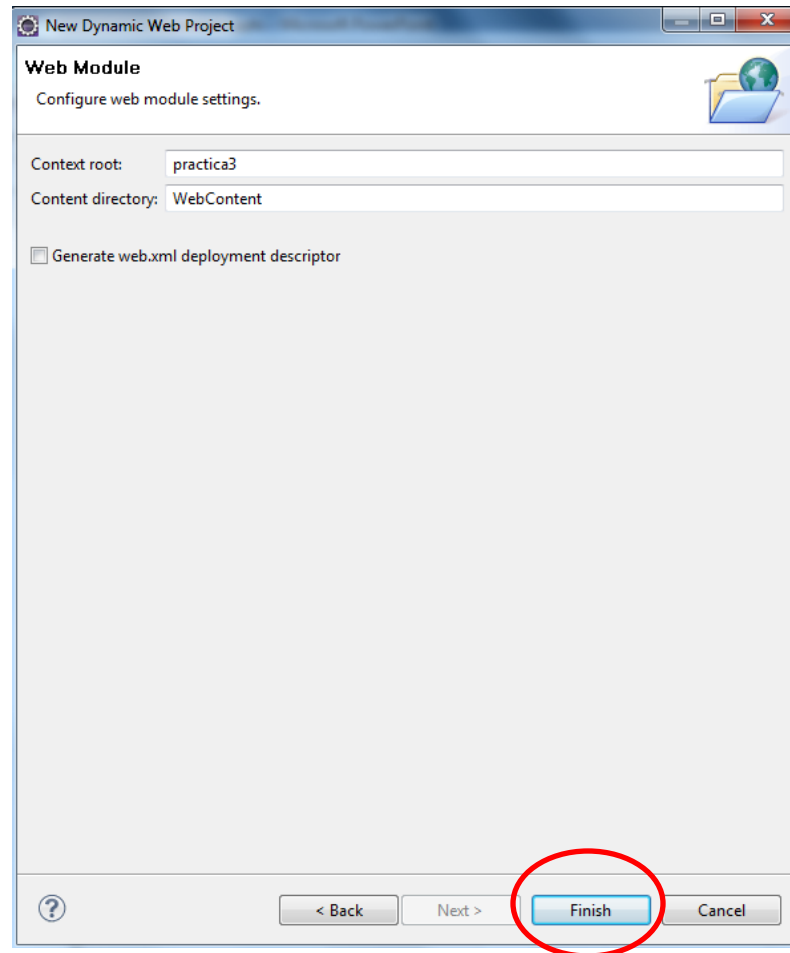 New Dynamic Web Project
Web Module
Configure web module settings.
Context root: practica3
Content directory: WebContent
Generate web.xml deployment descriptor
? < Back Next > Finish Cancel